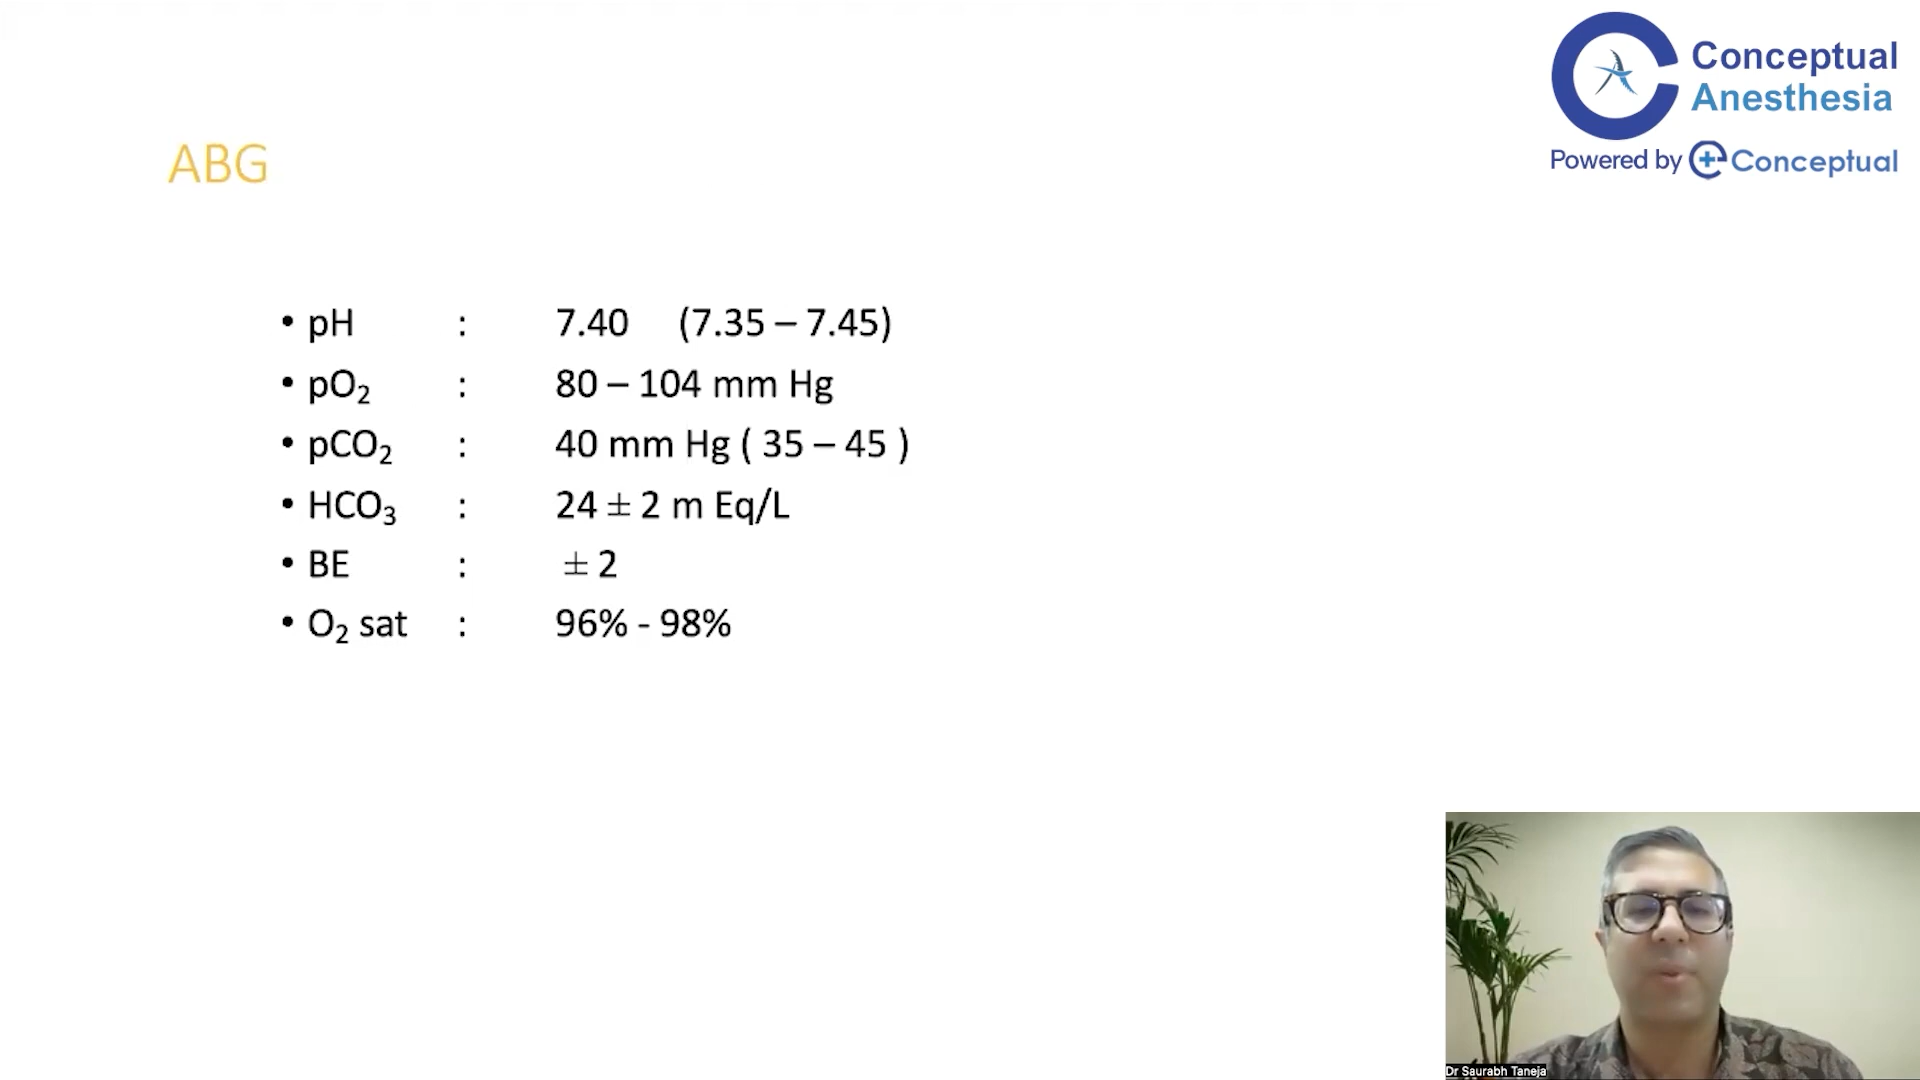 Conceptual
Anesthesia
Powered by Conceptual
ABG
• pH : 7.40 (7.35 – 7.45)
• pO₂ : 80 – 104 mm Hg
• pCO₂ : 40 mm Hg ( 35 – 45 )
• HCO₃ : 24 ± 2 m Eq/L
• BE : ± 2
• O₂ sat : 96% - 98%
Dr Saurabh Taneja